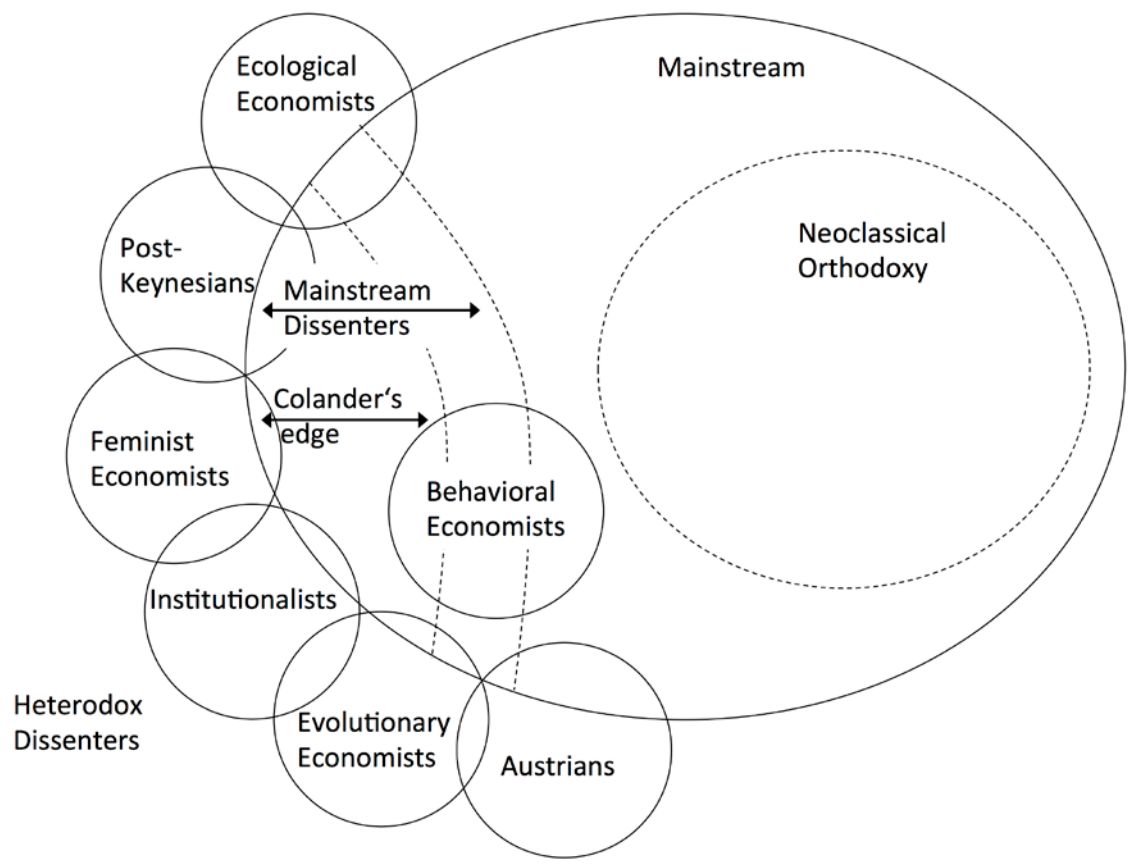 Ecological
Economists
Mainstream
Neoclassical
Orthodoxy
Post-
Keynesians
Mainstream
Dissenters
Colander‘s
edge
Feminist
Economists
Behavioral
Economists
Institutionalists
Heterodox
Dissenters
Evolutionary
Economists
Austrians